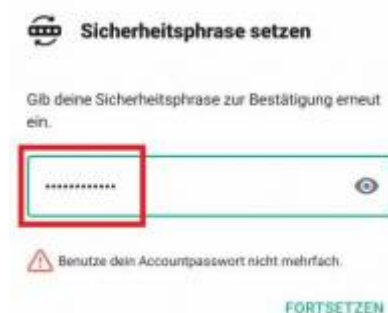 Sicherheitsphrase setzen
Gib deine Sicherheitsphrase zur Bestätigung erneut
ein.
••••••••••••
Benutze dein Accountpasswort nicht mehrfach.
FORTSETZEN